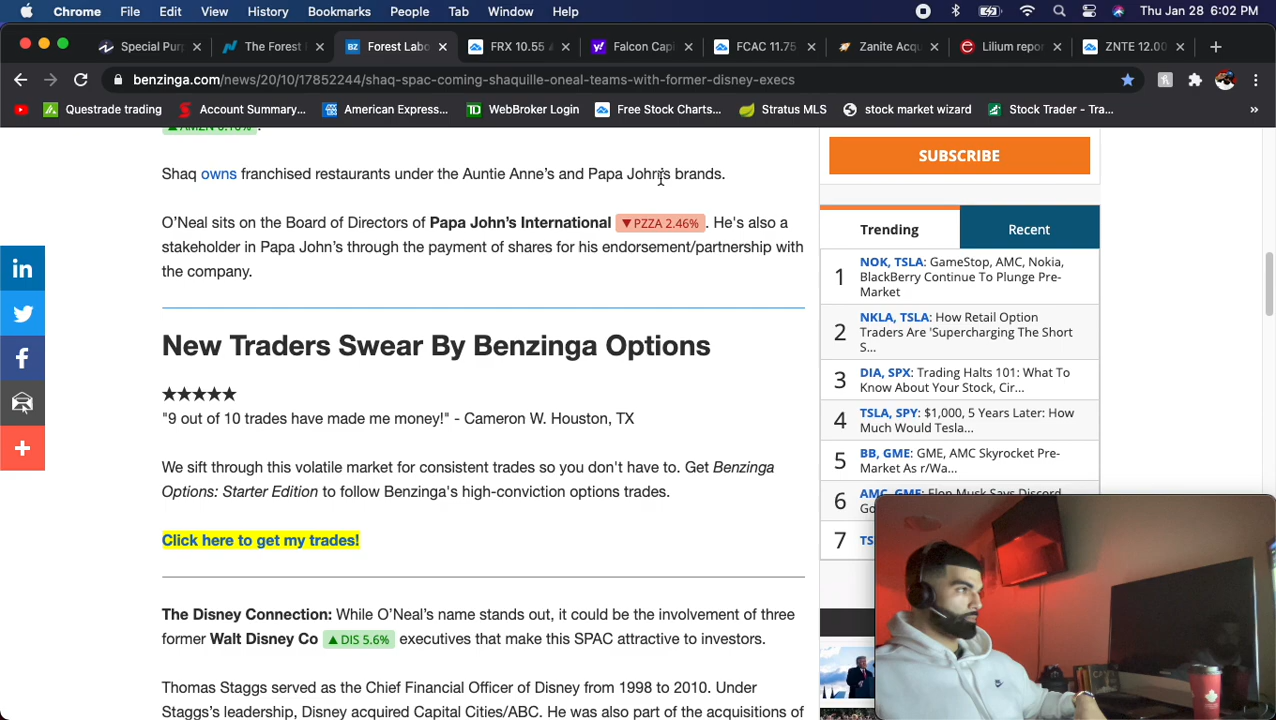 Chrome File Edit View History Bookmarks People Tab Window Help Thu Jan 28 6:02 PM
Special Pur The Forest Forest Labo FRX 10.55 Falcon Capi FCAC 11.75 Zanite Acqu Lilium repor ZNTE 12.00
benzinga.com/news/20/10/17852244/shaq-spac-coming-shaquille-oneal-teams-with-former-disney-execs
Questrade trading Account Summary... American Express... WebBroker Login Free Stock Charts... Stratus MLS stock market wizard Stock Trader - Tra...
Shaq owns franchised restaurants under the Auntie Anne's and Papa John's brands.
O'Neal sits on the Board of Directors of Papa John's International ▼ PZZA 2.46% . He's also a
stakeholder in Papa John's through the payment of shares for his endorsement/partnership with
the company.
New Traders Swear By Benzinga Options
★★★★★
"9 out of 10 trades have made me money!" - Cameron W. Houston, TX
We sift through this volatile market for consistent trades so you don't have to. Get Benzinga
Options: Starter Edition to follow Benzinga's high-conviction options trades.
Click here to get my trades!
The Disney Connection: While O'Neal's name stands out, it could be the involvement of three
former Walt Disney Co ▲ DIS 5.6% executives that make this SPAC attractive to investors.
Thomas Staggs served as the Chief Financial Officer of Disney from 1998 to 2010. Under
Staggs's leadership, Disney acquired Capital Cities/ABC. He was also part of the acquisitions of
SUBSCRIBE
Trending Recent
1 NOK, TSLA: GameStop, AMC, Nokia,
BlackBerry Continue To Plunge Pre-
Market
2 NKLA, TSLA: How Retail Option
Traders Are 'Supercharging The Short
S...
3 DIA, SPX: Trading Halts 101: What To
Know About Your Stock, Cir...
4 TSLA, SPY: $1,000, 5 Years Later: How
Much Would Tesla...
5 BB, GME: GME, AMC Skyrocket Pre-
Market As r/Wa...
6 AMC, GME: Elon Musk Says Discord
7 TS